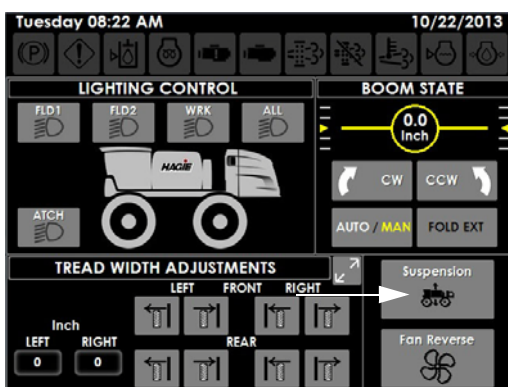 Tuesday 08:22 AM 10/22/2013
(P)
LIGHTING CONTROL
FLD1 FLD2 WRK ALL
HAGIE
ATCH
BOOM STATE
0.0
Inch
CW CCW
AUTO / MAN FOLD EXT
TREAD WIDTH ADJUSTMENTS
LEFT FRONT RIGHT
Inch
LEFT RIGHT
0 0
REAR
Suspension
Fan Reverse